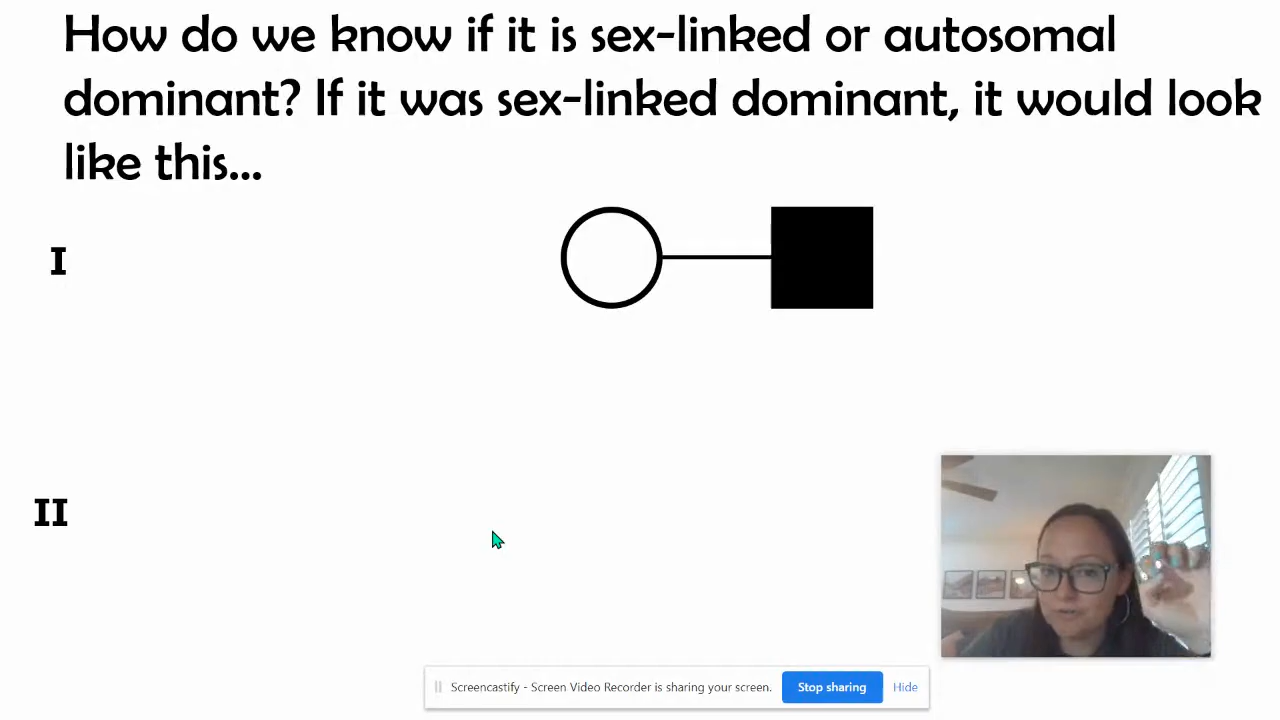 How do we know if it is sex-linked or autosomal
dominant? If it was sex-linked dominant, it would look
like this...
I
II
Screencastify - Screen Video Recorder is sharing your screen.
Stop sharing
Hide